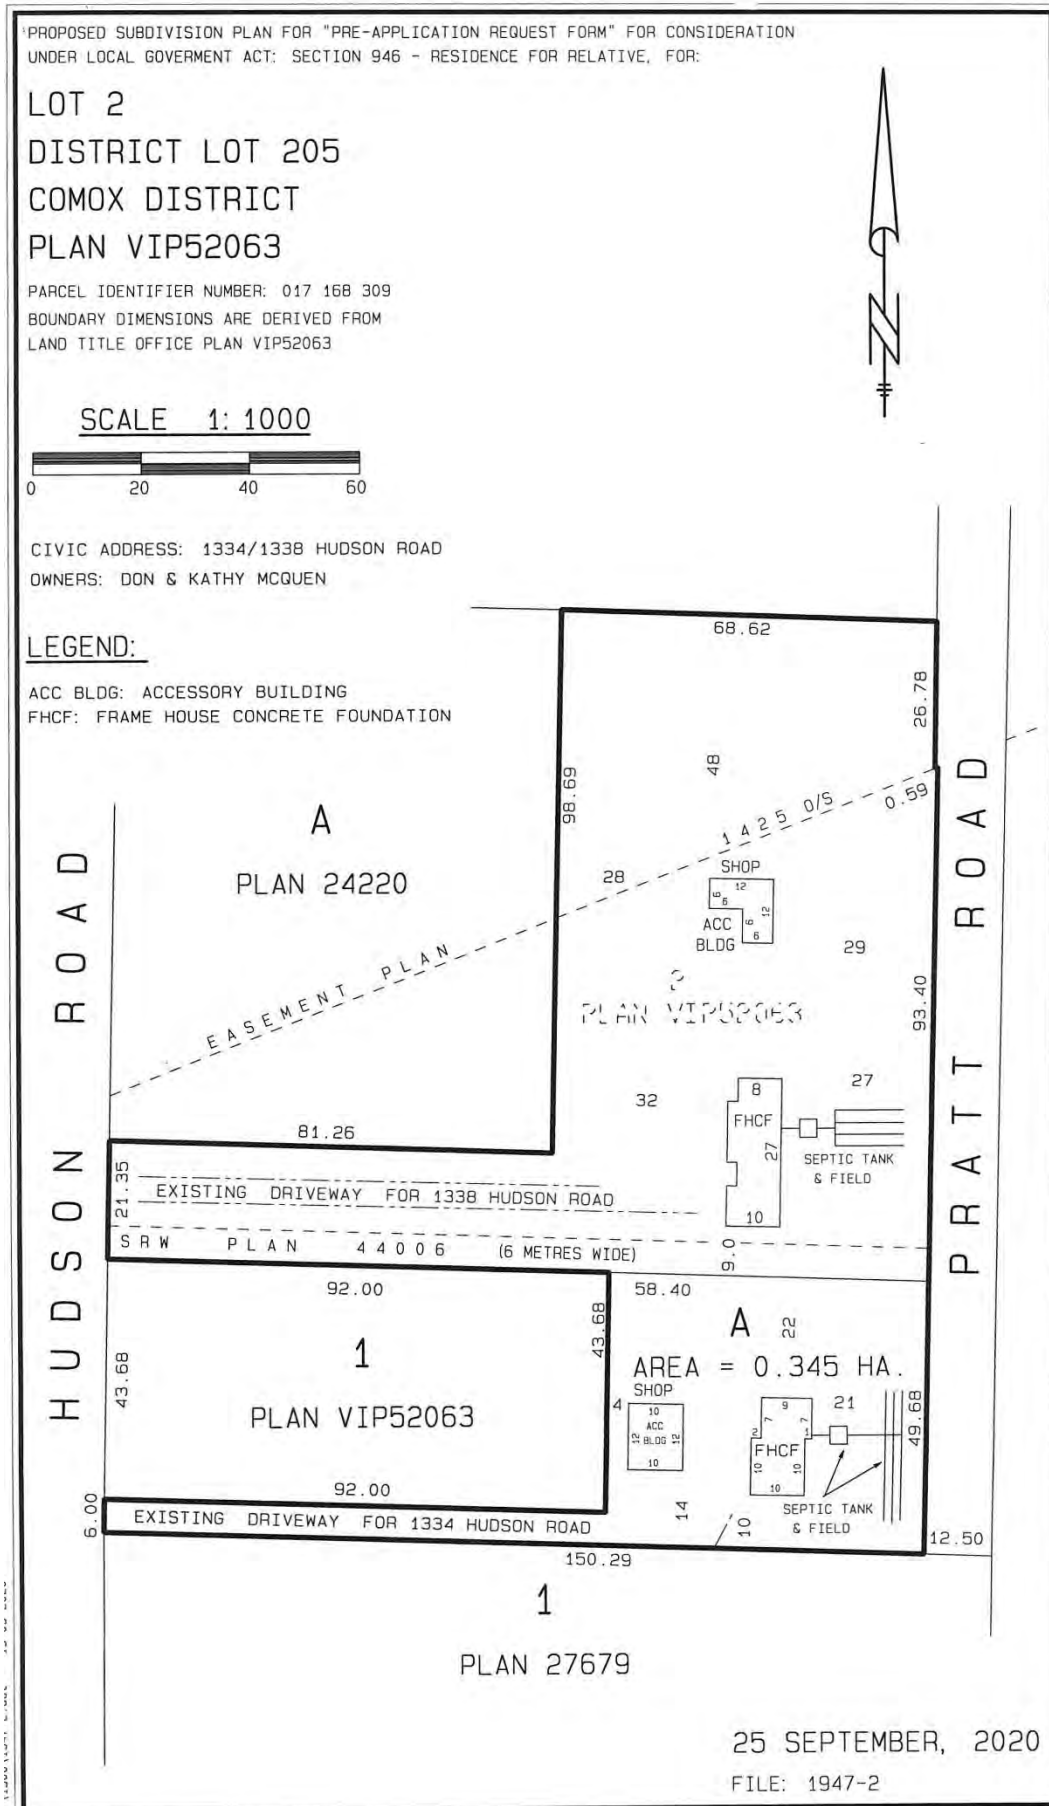 PROPOSED SUBDIVISION PLAN FOR "PRE-APPLICATION REQUEST FORM" FOR CONSIDERATION
UNDER LOCAL GOVERMENT ACT: SECTION 946 - RESIDENCE FOR RELATIVE, FOR:
LOT 2
DISTRICT LOT 205
COMOX DISTRICT
PLAN VIP52063
PARCEL IDENTIFIER NUMBER: 017 168 309
BOUNDARY DIMENSIONS ARE DERIVED FROM
LAND TITLE OFFICE PLAN VIP52063
N
SCALE 1: 1000
0 20 40 60
CIVIC ADDRESS: 1334/1338 HUDSON ROAD
OWNERS: DON & KATHY MCQUEN
LEGEND:
ACC BLDG: ACCESSORY BUILDING
FHCF: FRAME HOUSE CONCRETE FOUNDATION
68.62
26.78
98.69
48
0.59
A
PLAN 24220
28
EASEMENT PLAN 1425 O/S
SHOP
12
6
6
12
6
6
ACC
BLDG
29
2
PLAN VIP52063
93.40
HUDSON ROAD
PRATT ROAD
32
8
FHCF
27
10
27
SEPTIC TANK
& FIELD
81.26
21.35
EXISTING DRIVEWAY FOR 1338 HUDSON ROAD
SRW PLAN 44006 (6 METRES WIDE)
9.0
92.00
58.40
43.68
43.68
1
PLAN VIP52063
A
22
AREA = 0.345 HA.
SHOP
4
10
ACC
12 BLDG 12
10
9
7
7
2
1
FHCF
10
10
10
21
49.68
SEPTIC TANK
& FIELD
92.00
6.00
EXISTING DRIVEWAY FOR 1334 HUDSON ROAD
14
10
12.50
150.29
1
PLAN 27679
25 SEPTEMBER, 2020
FILE: 1947-2